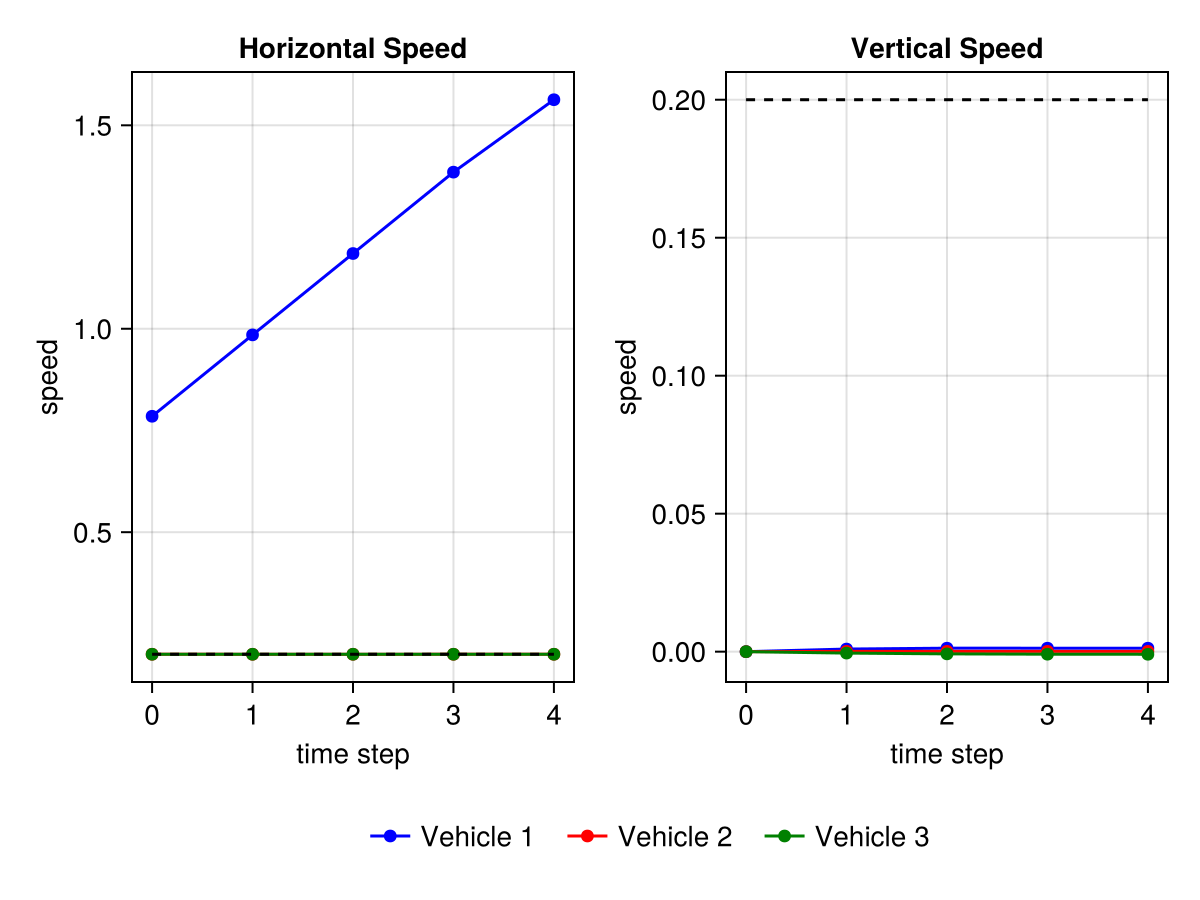 Horizontal Speed
1.5
1.0
0.5
speed
0 1 2 3 4
time step
Vertical Speed
0.20
0.15
0.10
0.05
0.00
speed
0 1 2 3 4
time step
Vehicle 1 Vehicle 2 Vehicle 3